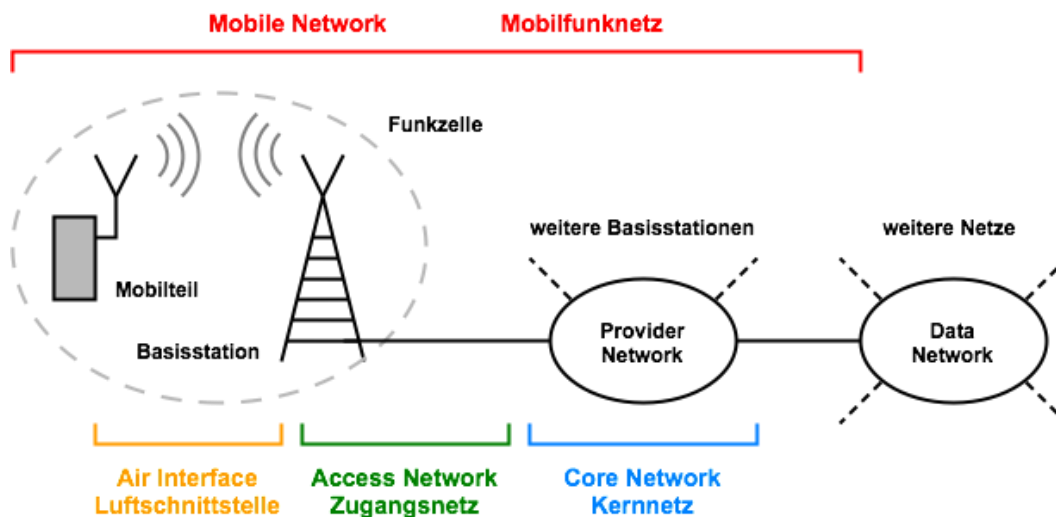 Mobile Network Mobilfunknetz
Funkzelle
weitere Basisstationen
weitere Netze
Mobilteil
Basisstation
Provider
Network
Data
Network
Air Interface
Luftschnittstelle
Access Network
Zugangsnetz
Core Network
Kernnetz